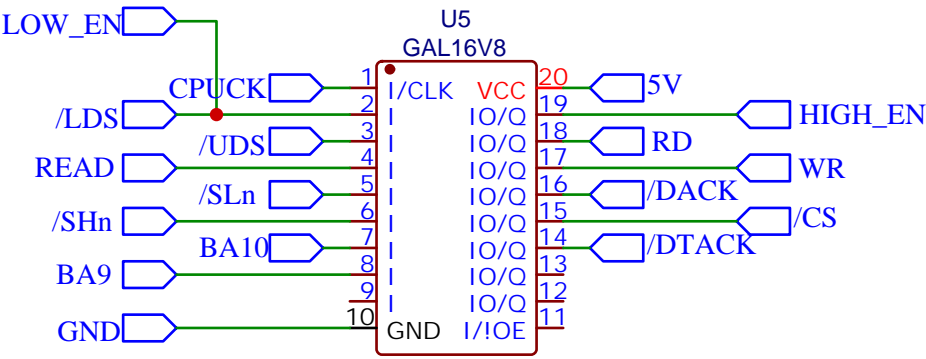 LOW_EN
U5
GAL16V8
CPUCK 1 I/CLK VCC 20 5V
/LDS 2 I IO/Q 19 HIGH_EN
/UDS 3 I IO/Q 18 RD
READ 4 I IO/Q 17 WR
/SLn 5 I IO/Q 16 /DACK
/SHn 6 I IO/Q 15 /CS
BA10 7 I IO/Q 14 /DTACK
BA9 8 I IO/Q 13
9 I IO/Q 12
GND 10 GND I/!OE 11